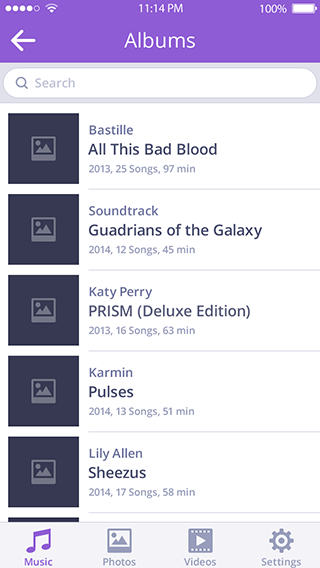 11:14 PM
100%
Albums
Search
Bastille
All This Bad Blood
2013, 25 Songs, 97 min
Soundtrack
Guadrians of the Galaxy
2014, 12 Songs, 45 min
Katy Perry
PRISM (Deluxe Edition)
2013, 16 Songs, 63 min
Karmin
Pulses
2014, 13 Songs, 51 min
Lily Allen
Sheezus
2014, 17 Songs, 58 min
Music
Photos
Videos
Settings